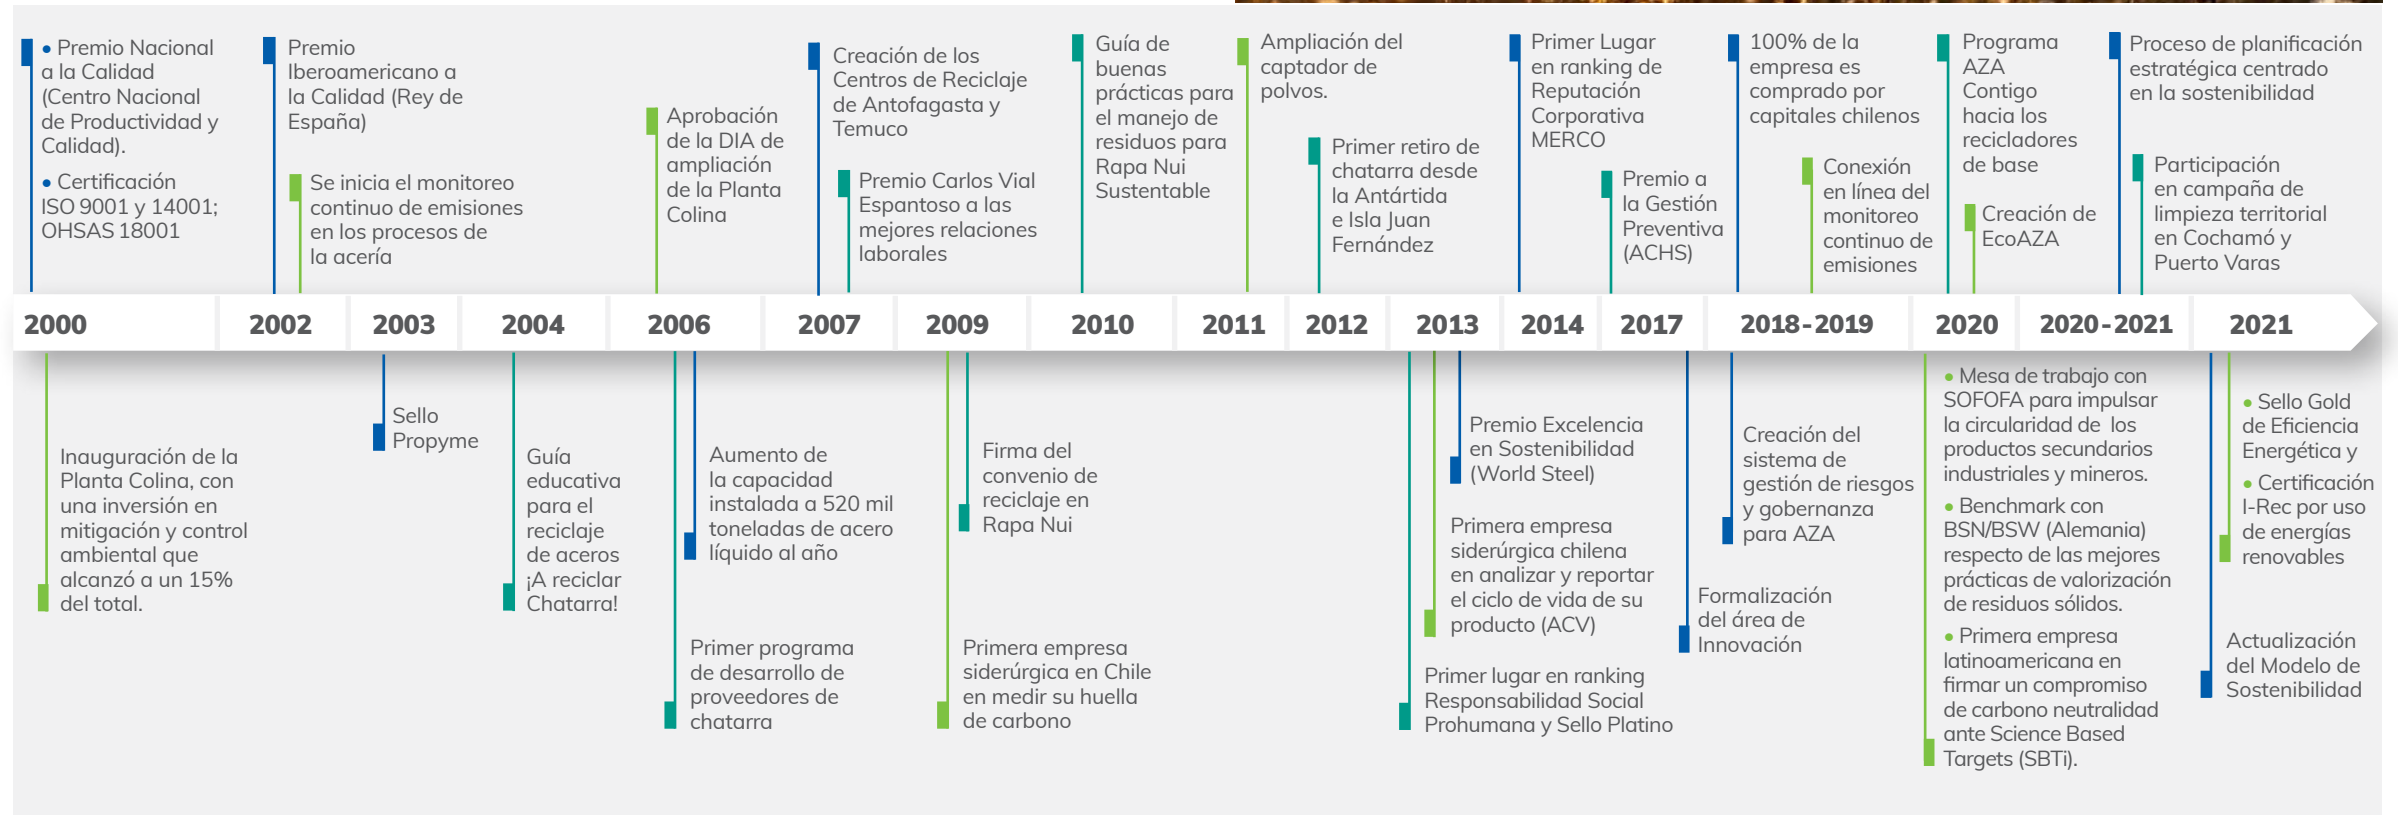 • Premio Nacional
a la Calidad
(Centro Nacional
de Productividad y
Calidad).
• Certificación
ISO 9001 y 14001;
OHSAS 18001
Premio
Iberoamericano a
la Calidad (Rey de
España)
Se inicia el monitoreo
continuo de emisiones
en los procesos de
la acería
Aprobación
de la DIA de
ampliación
de la Planta
Colina
Creación de los
Centros de Reciclaje
de Antofagasta y
Temuco
Premio Carlos Vial
Espantoso a las
mejores relaciones
laborales
Guía de
buenas
prácticas para
el manejo de
residuos para
Rapa Nui
Sustentable
Ampliación del
captador de
polvos.
Primer retiro de
chatarra desde
la Antártida
e Isla Juan
Fernández
Primer Lugar
en ranking de
Reputación
Corporativa
MERCO
Premio a
la Gestión
Preventiva
(ACHS)
100% de la
empresa es
comprado por
capitales chilenos
Conexión
en línea del
monitoreo
continuo de
emisiones
Programa
AZA
Contigo
hacia los
recicladores
de base
Creación de
EcoAZA
Proceso de planificación
estratégica centrado
en la sostenibilidad
Participación
en campaña de
limpieza territorial
en Cochamó y
Puerto Varas
2000 2002 2003 2004 2006 2007 2009 2010 2011 2012 2013 2014 2017 2018-2019 2020 2020-2021 2021
Inauguración de la
Planta Colina, con
una inversión en
mitigación y control
ambiental que
alcanzó a un 15%
del total.
Sello
Propyme
Guía
educativa
para el
reciclaje
de aceros
¡A reciclar
Chatarra!
Aumento de
la capacidad
instalada a 520 mil
toneladas de acero
líquido al año
Primer programa
de desarrollo de
proveedores de
chatarra
Firma del
convenio de
reciclaje en
Rapa Nui
Primera empresa
siderúrgica en Chile
en medir su huella
de carbono
Premio Excelencia
en Sostenibilidad
(World Steel)
Primera empresa
siderúrgica chilena
en analizar y reportar
el ciclo de vida de su
producto (ACV)
Primer lugar en ranking
Responsabilidad Social
Prohumana y Sello Platino
Formalización
del área de
Innovación
Creación del
sistema de
gestión de riesgos
y gobernanza
para AZA
• Mesa de trabajo con
SOFOFA para impulsar
la circularidad de los
productos secundarios
industriales y mineros.
• Benchmark con
BSN/BSW (Alemania)
respecto de las mejores
prácticas de valorización
de residuos sólidos.
• Primera empresa
latinoamericana en
firmar un compromiso
de carbono neutralidad
ante Science Based
Targets (SBTi).
• Sello Gold
de Eficiencia
Energética y
• Certificación
I-Rec por uso
de energías
renovables
Actualización
del Modelo de
Sostenibilidad